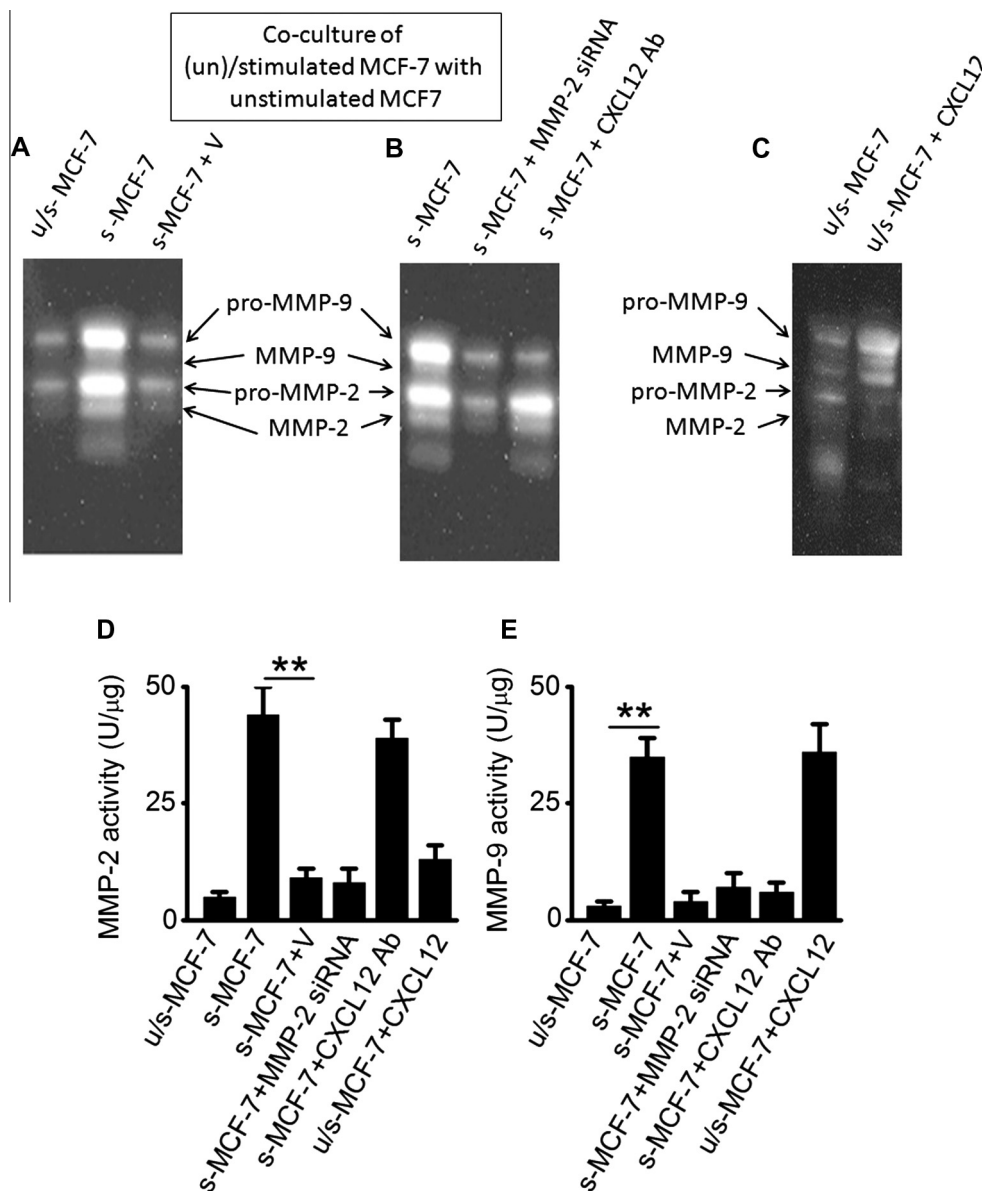 Co-culture of
(un)/stimulated MCF-7 with
unstimulated MCF7
A
u/s- MCF-7
s -MCF-7
s-MCF-7 + V
B
s -MCF-7
s-MCF-7 + MMP-2 siRNA
s -MCF-7 + CXCL12 Ab
C
u/s- MCF-7
u/s-MCF-7 + CXCL12
pro-MMP-9
MMP-9
pro-MMP-2
MMP-2
pro-MMP-9
MMP-9
pro-MMP-2
MMP-2
D
MMP-2 activity (U/μg)
50
25
0
**
u/s-MCF-7
s-MCF-7
s-MCF-7+V
s-MCF-7+MMP-2 siRNA
s-MCF-7+CXCL12 Ab
u/s-MCF-7+CXCL12
E
MMP-9 activity (U/μg)
50
25
0
**
u/s-MCF-7
s-MCF-7
s-MCF-7+V
s-MCF-7+MMP-2 siRNA
s-MCF-7+CXCL12 Ab
u/s-MCF-7+CXCL12